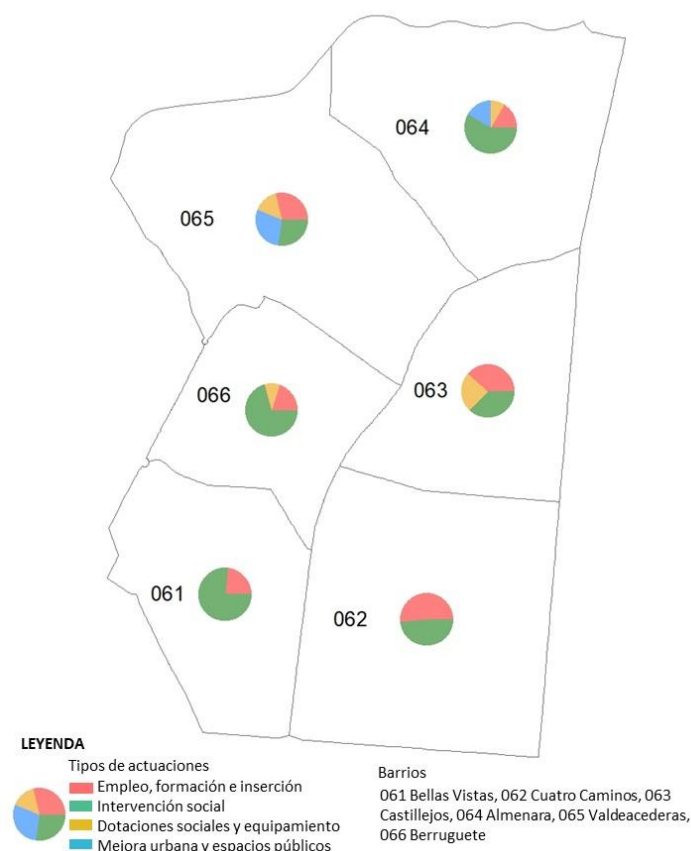 064
065
066
063
061
062
LEYENDA
Tipos de actuaciones
Empleo, formación e inserción
Intervención social
Dotaciones sociales y equipamiento
Mejora urbana y espacios públicos
Barrios
061 Bellas Vistas, 062 Cuatro Caminos, 063
Castillejos, 064 Almenara, 065 Valdeacederas,
066 Berruguete